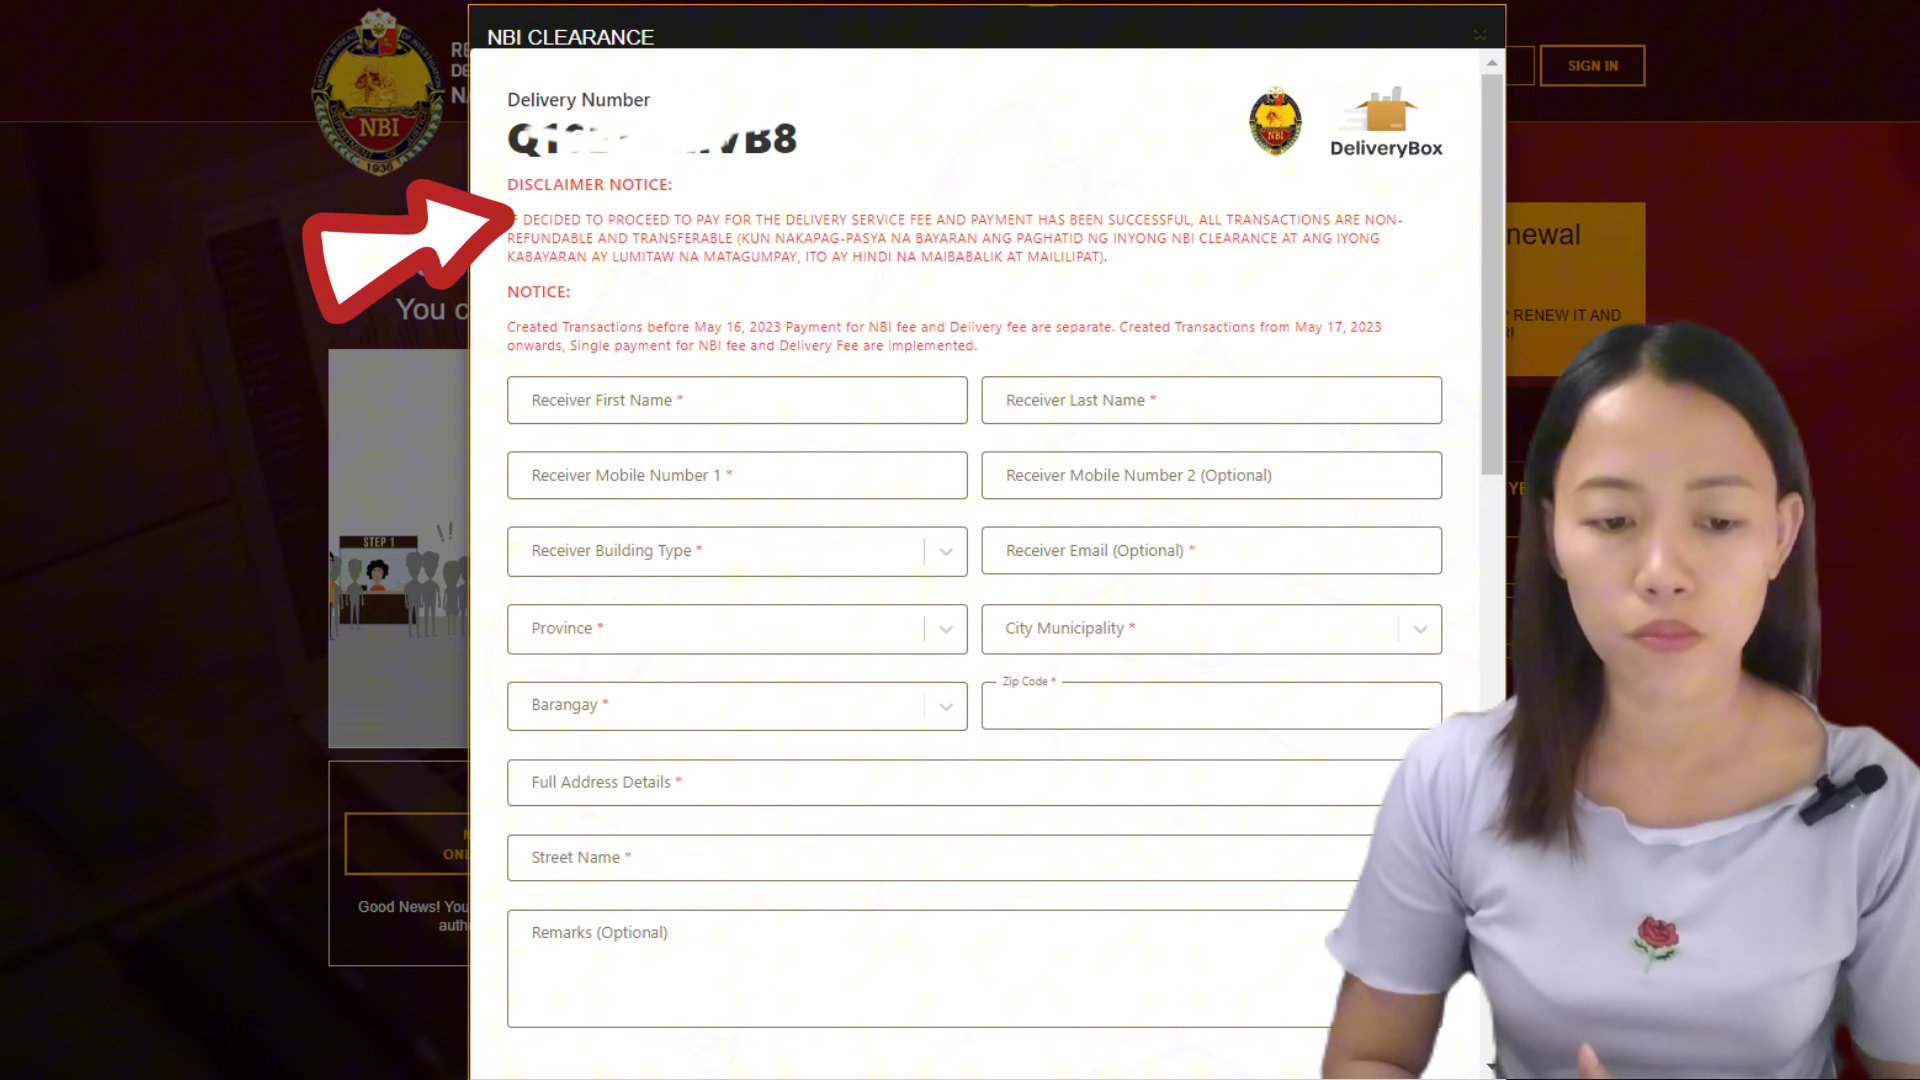 NBI CLEARANCE
SIGN IN
Delivery Number
DeliveryBox
NBI
1936
NBI
DISCLAIMER NOTICE:
DECIDED TO PROCEED TO PAY FOR THE DELIVERY SERVICE FEE AND PAYMENT HAS BEEN SUCCESSFUL, ALL TRANSACTIONS ARE NON-
REFUNDABLE AND TRANSFERABLE (KUN NAKAPAG-PASYA NA BAYARAN ANG PAGHATID NG INYONG NBI CLEARANCE AT ANG IYONG
KABAYARAN AY LUMITAW NA MATAGUMPAY, ITO AY HINDI NA MAIBABALIK AT MAILILIPAT).
NOTICE:
Created Transactions before May 16, 2023 Payment for NBI fee and Delivery fee are separate. Created Transactions from May 17, 2023
onwards, Single payment for NBI fee and Delivery Fee are implemented.
You c
newal
RENEW IT AND
Receiver First Name *
Receiver Last Name *
Receiver Mobile Number 1 *
Receiver Mobile Number 2 (Optional)
Receiver Building Type *
Receiver Email (Optional) *
STEP 1
Province *
City Municipality *
Barangay *
Zip Code *
Full Address Details *
Street Name *
Good News! You
auth
Remarks (Optional)